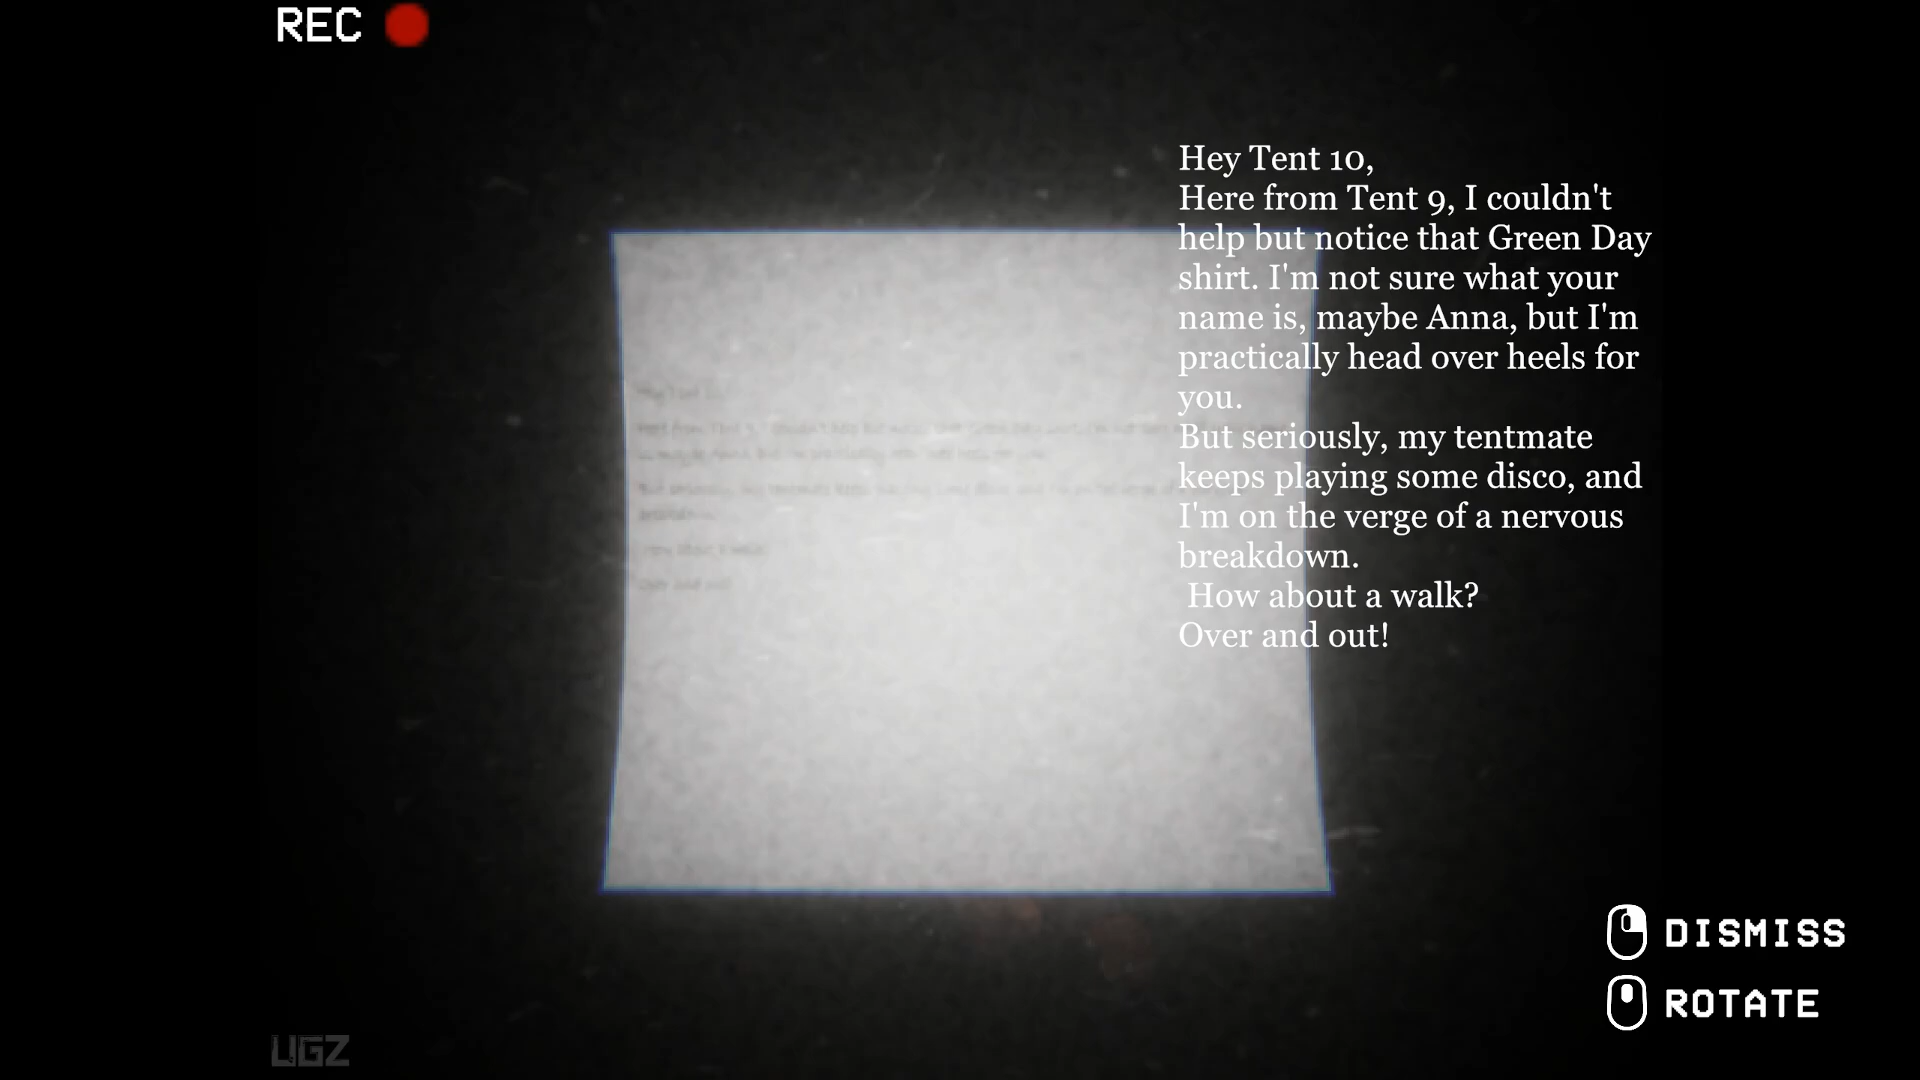 REC
Hey Tent 10,
Here from Tent 9, I couldn't
help but notice that Green Day
shirt. I'm not sure what your
name is, maybe Anna, but I'm
practically head over heels for
you.
But seriously, my tentmate
keeps playing some disco, and
I'm on the verge of a nervous
breakdown.
How about a walk?
Over and out!
DISMISS
ROTATE
UGZ